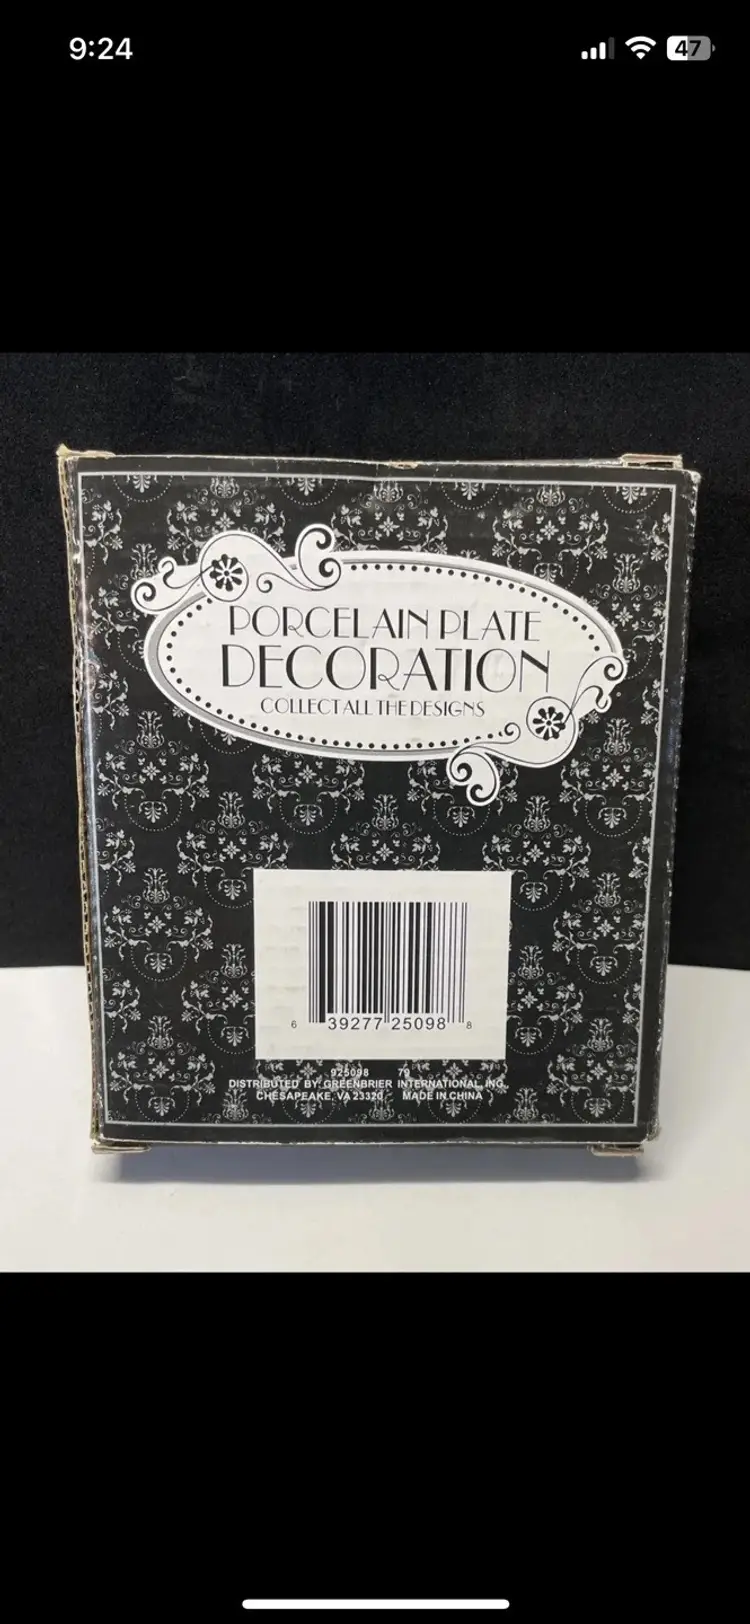 9:24
47
PORCELAIN PLATE
DECORATION
COLLECT ALL THE DESIGNS
6 39277 25098 8
925098 79
DISTRIBUTED BY: GREENBRIER INTERNATIONAL, INC.
CHESAPEAKE, VA 23320 MADE IN CHINA